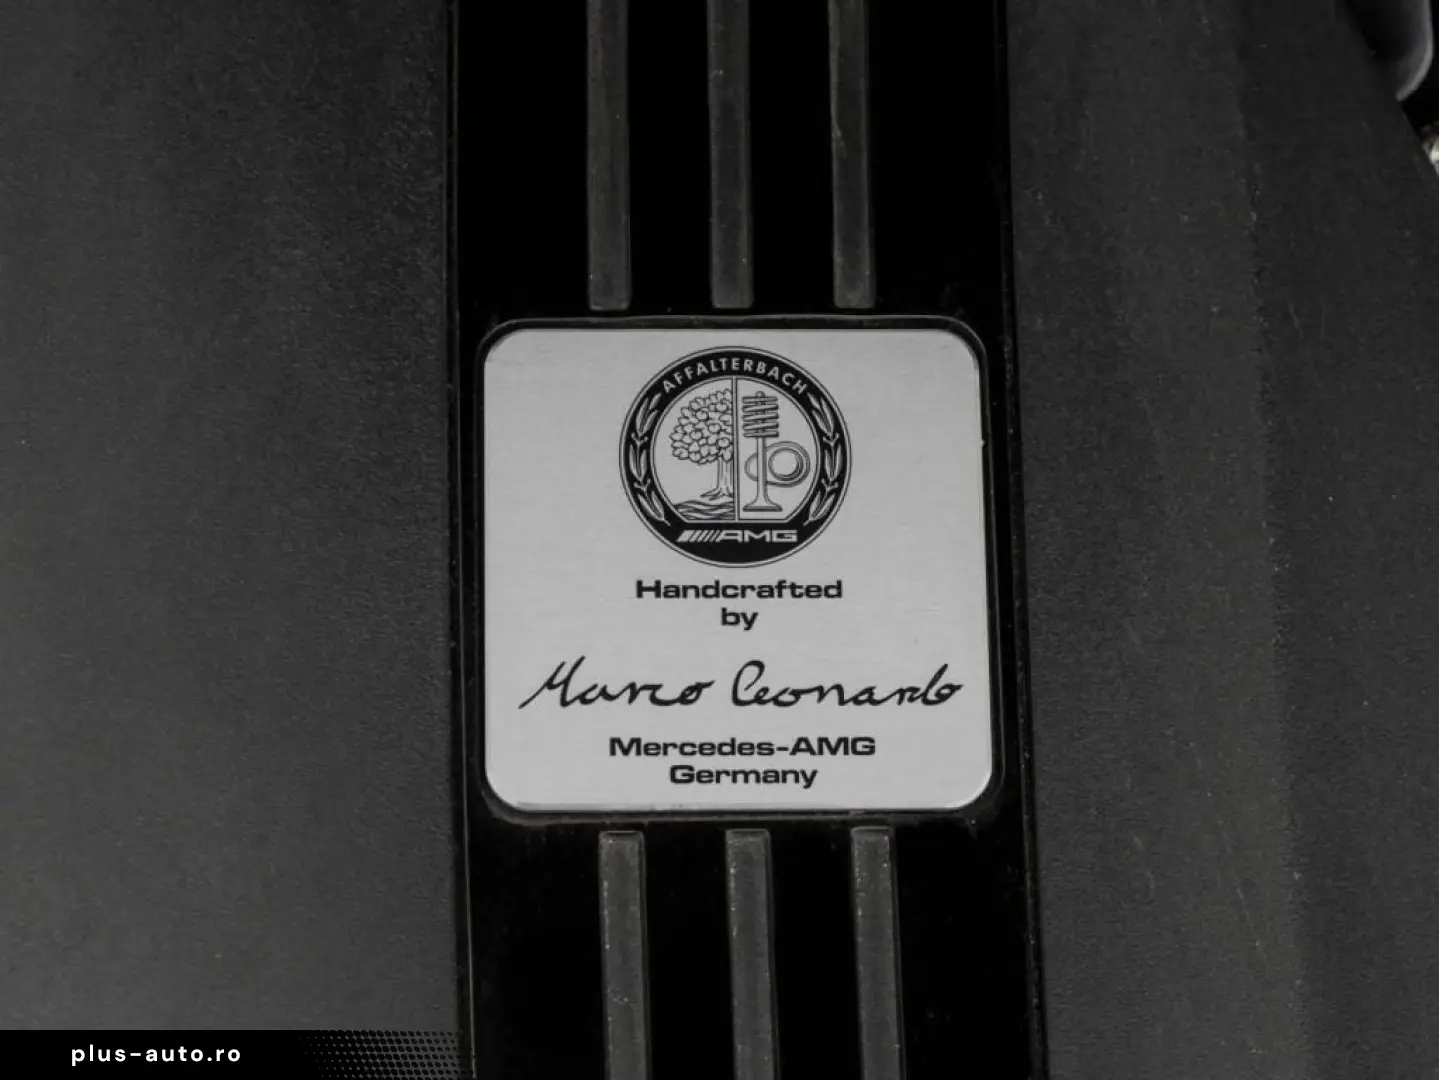 AFFALTERBACH
AMG
Handcrafted
by
Marco Leonardo
Mercedes-AMG
Germany
plus-auto.ro